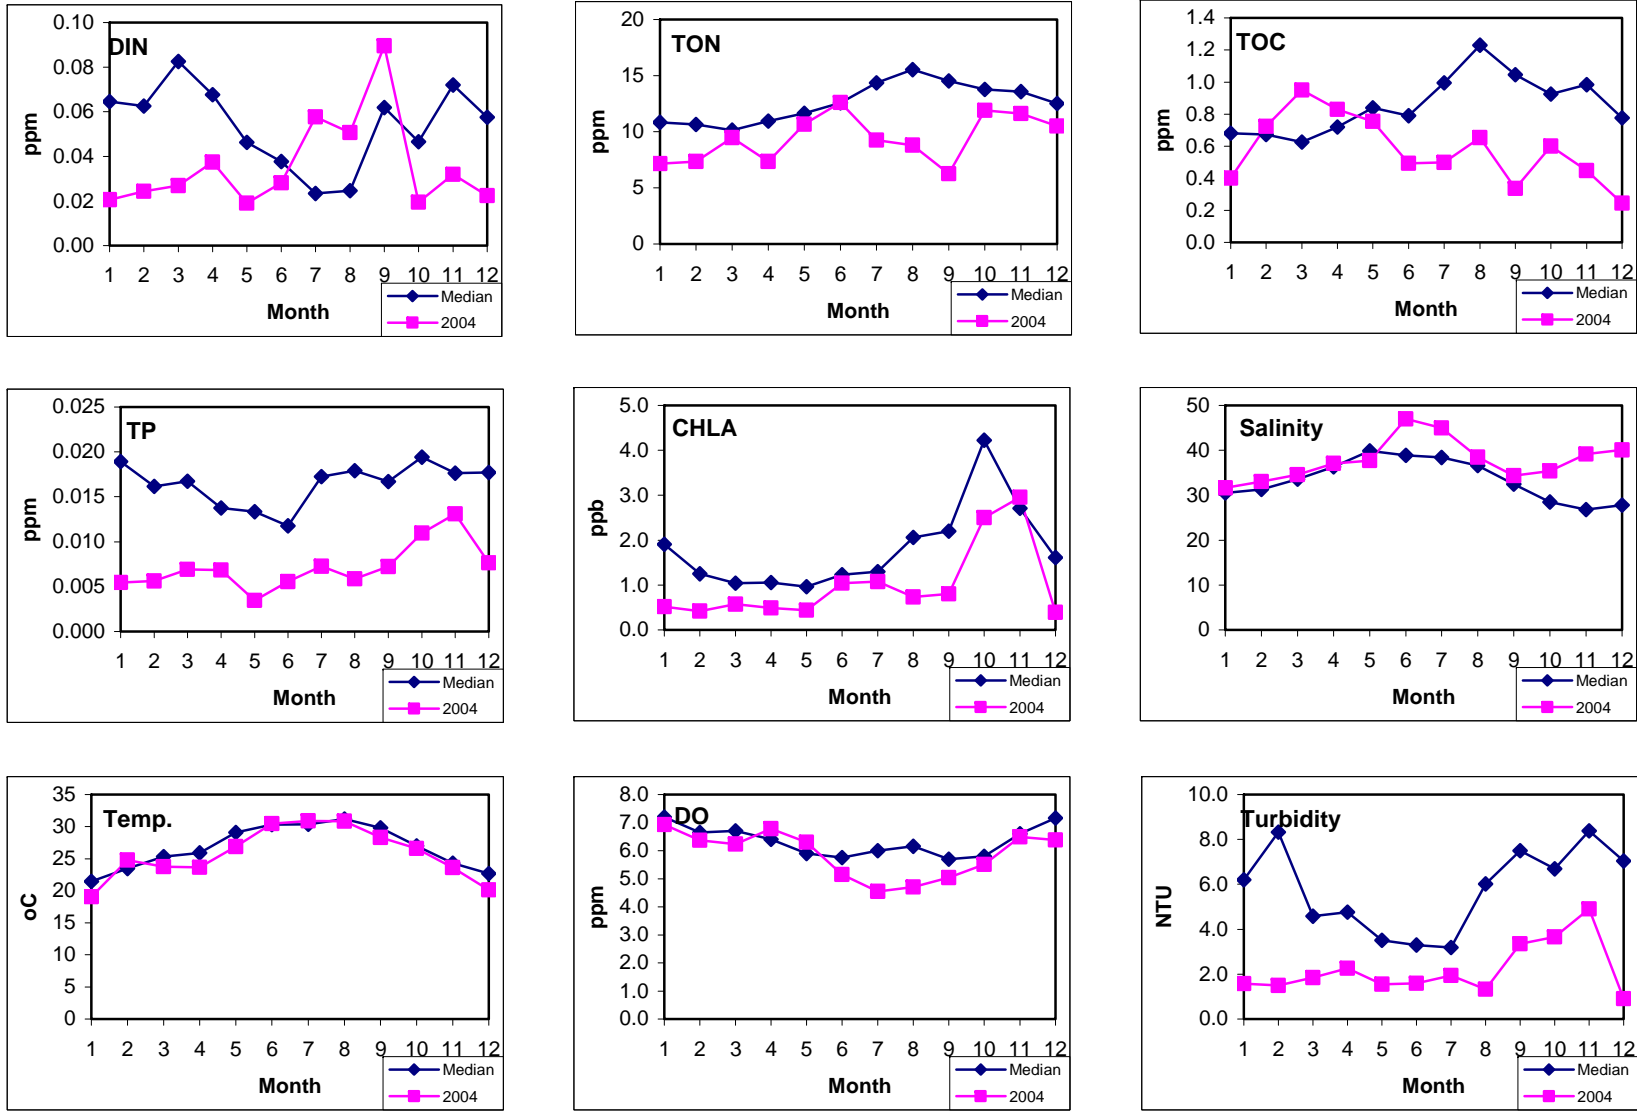 DIN
ppm
0.10
0.08
0.06
0.04
0.02
0.00
1 2 3 4 5 6 7 8 9 10 11 12
Month
Median
2004
TON
ppm
20
15
10
5
0
1 2 3 4 5 6 7 8 9 10 11 12
Month
Median
2004
TOC
ppm
1.4
1.2
1.0
0.8
0.6
0.4
0.2
0.0
1 2 3 4 5 6 7 8 9 10 11 12
Month
Median
2004
TP
ppm
0.025
0.020
0.015
0.010
0.005
0.000
1 2 3 4 5 6 7 8 9 10 11 12
Month
Median
2004
CHLA
ppb
5.0
4.0
3.0
2.0
1.0
0.0
1 2 3 4 5 6 7 8 9 10 11 12
Month
Median
2004
Salinity
50
40
30
20
10
0
1 2 3 4 5 6 7 8 9 10 11 12
Month
Median
2004
Temp.
oC
35
30
25
20
15
10
5
0
1 2 3 4 5 6 7 8 9 10 11 12
Month
Median
2004
DO
ppm
8.0
7.0
6.0
5.0
4.0
3.0
2.0
1.0
0.0
1 2 3 4 5 6 7 8 9 10 11 12
Month
Median
2004
Turbidity
NTU
10.0
8.0
6.0
4.0
2.0
0.0
1 2 3 4 5 6 7 8 9 10 11 12
Month
Median
2004